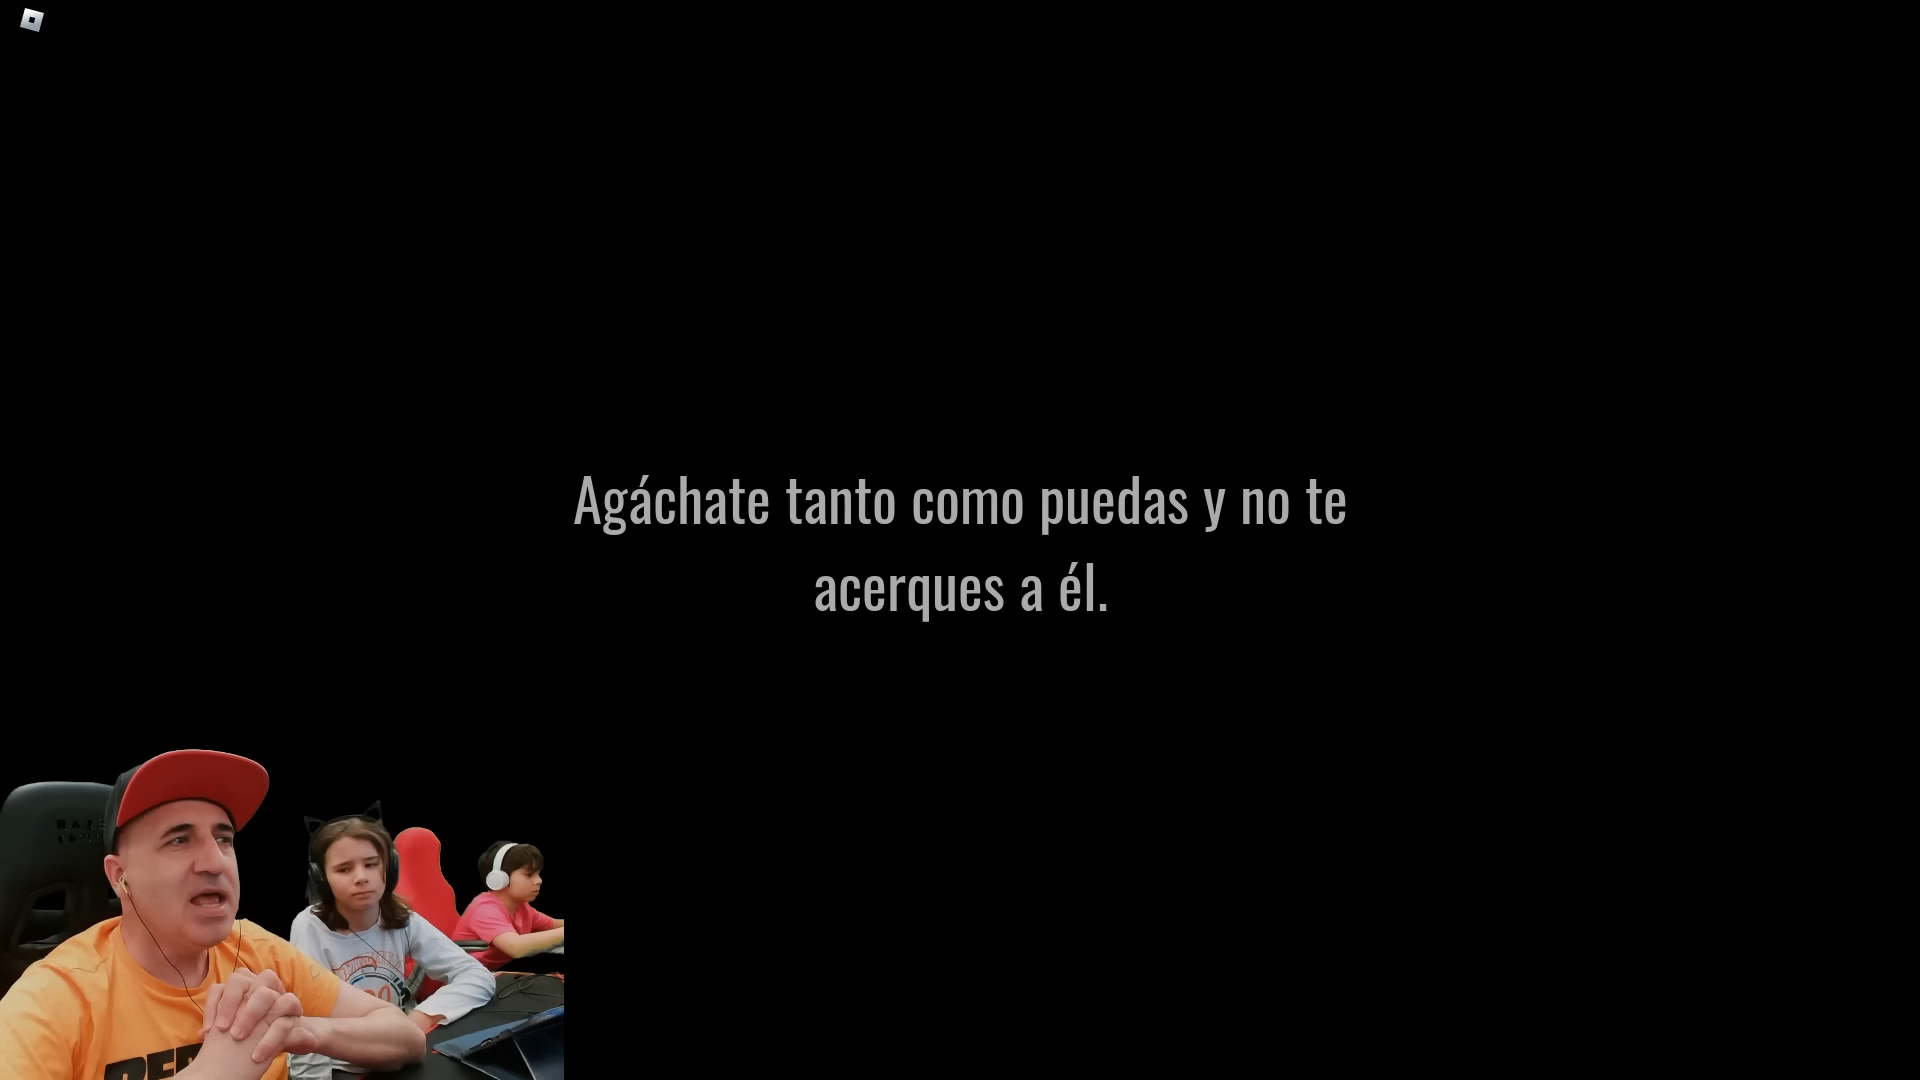 Agáchate tanto como puedas y no te
acerques a él.